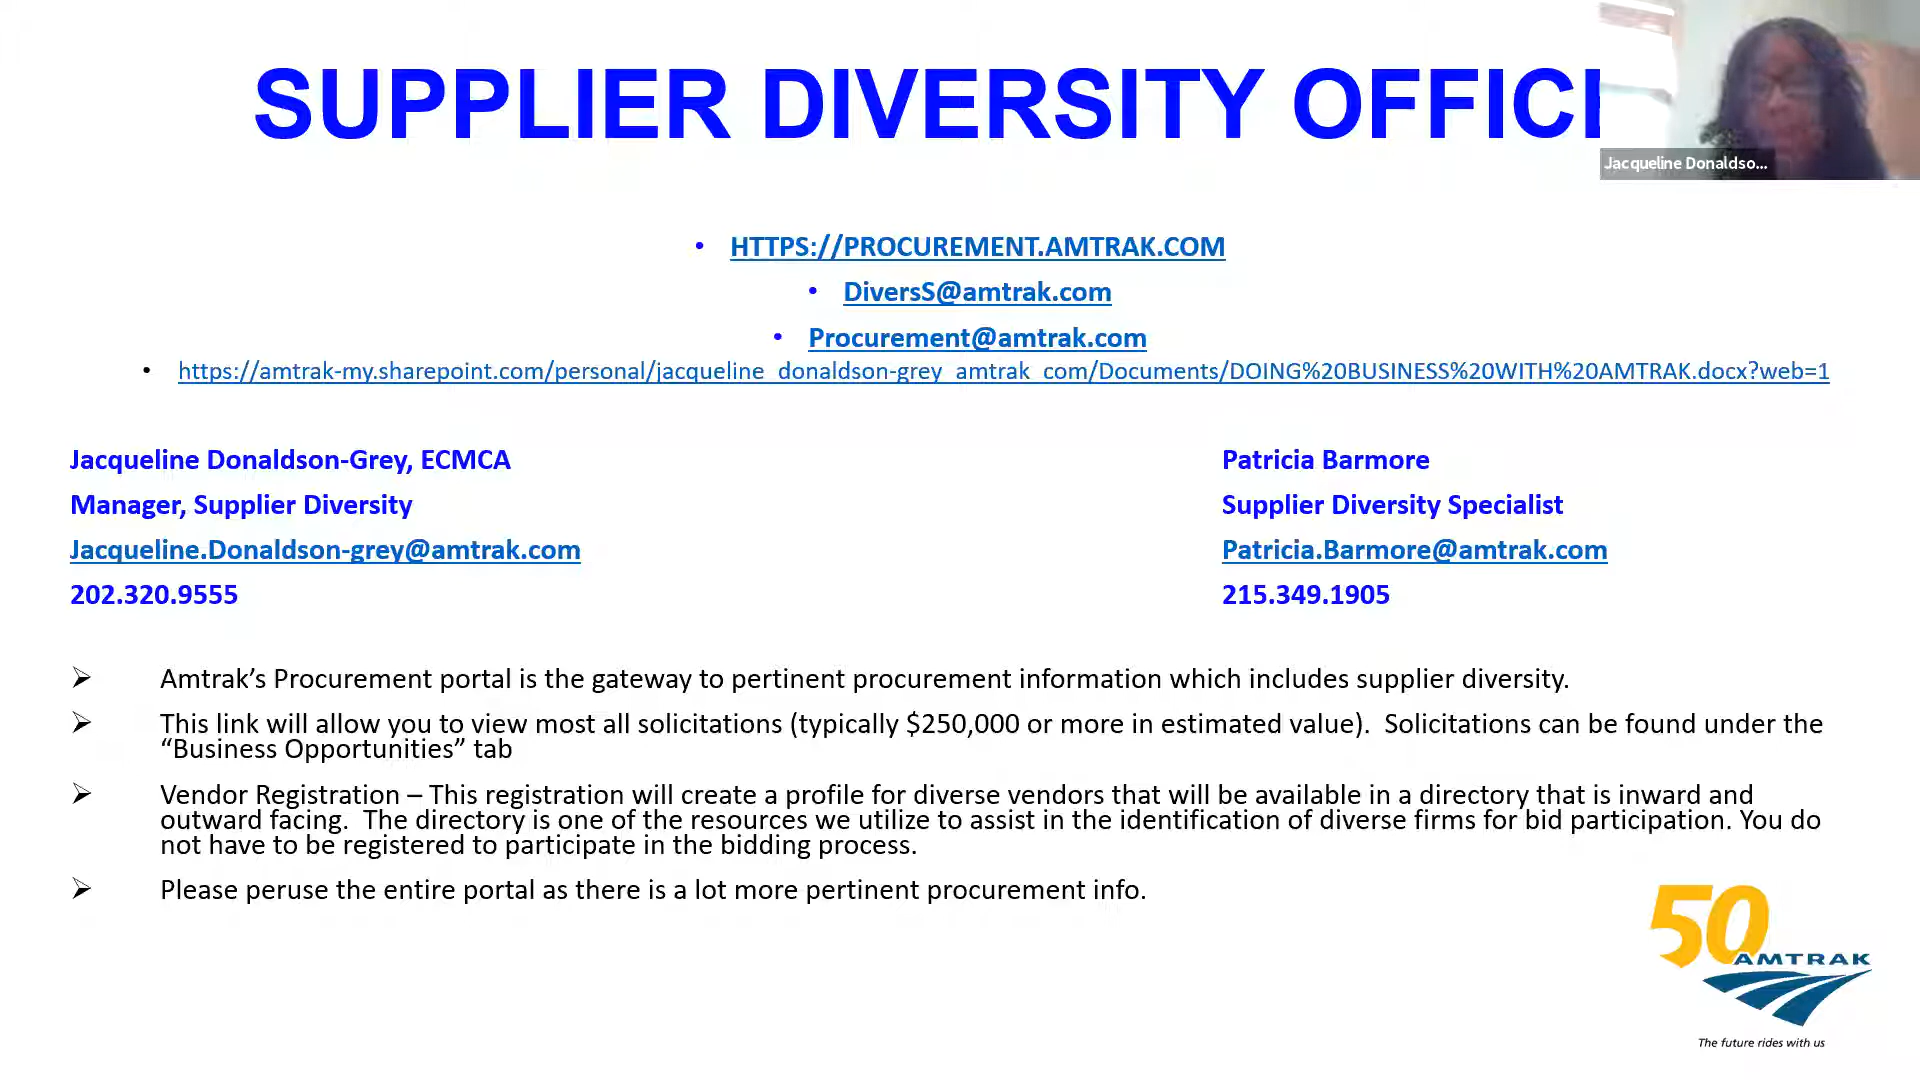 SUPPLIER DIVERSITY OFFIC
Jacqueline Donaldso...
• HTTPS://PROCUREMENT.AMTRAK.COM
• DiversS@amtrak.com
• Procurement@amtrak.com
• https://amtrak-my.sharepoint.com/personal/jacqueline_donaldson-grey_amtrak_com/Documents/DOING%20BUSINESS%20WITH%20AMTRAK.docx?web=1
Jacqueline Donaldson-Grey, ECMCA
Manager, Supplier Diversity
Jacqueline.Donaldson-grey@amtrak.com
202.320.9555
Patricia Barmore
Supplier Diversity Specialist
Patricia.Barmore@amtrak.com
215.349.1905
➢ Amtrak’s Procurement portal is the gateway to pertinent procurement information which includes supplier diversity.
➢ This link will allow you to view most all solicitations (typically $250,000 or more in estimated value).  Solicitations can be found under the
“Business Opportunities” tab
➢ Vendor Registration – This registration will create a profile for diverse vendors that will be available in a directory that is inward and
outward facing.  The directory is one of the resources we utilize to assist in the identification of diverse firms for bid participation. You do
not have to be registered to participate in the bidding process.
➢ Please peruse the entire portal as there is a lot more pertinent procurement info.
50
AMTRAK
The future rides with us